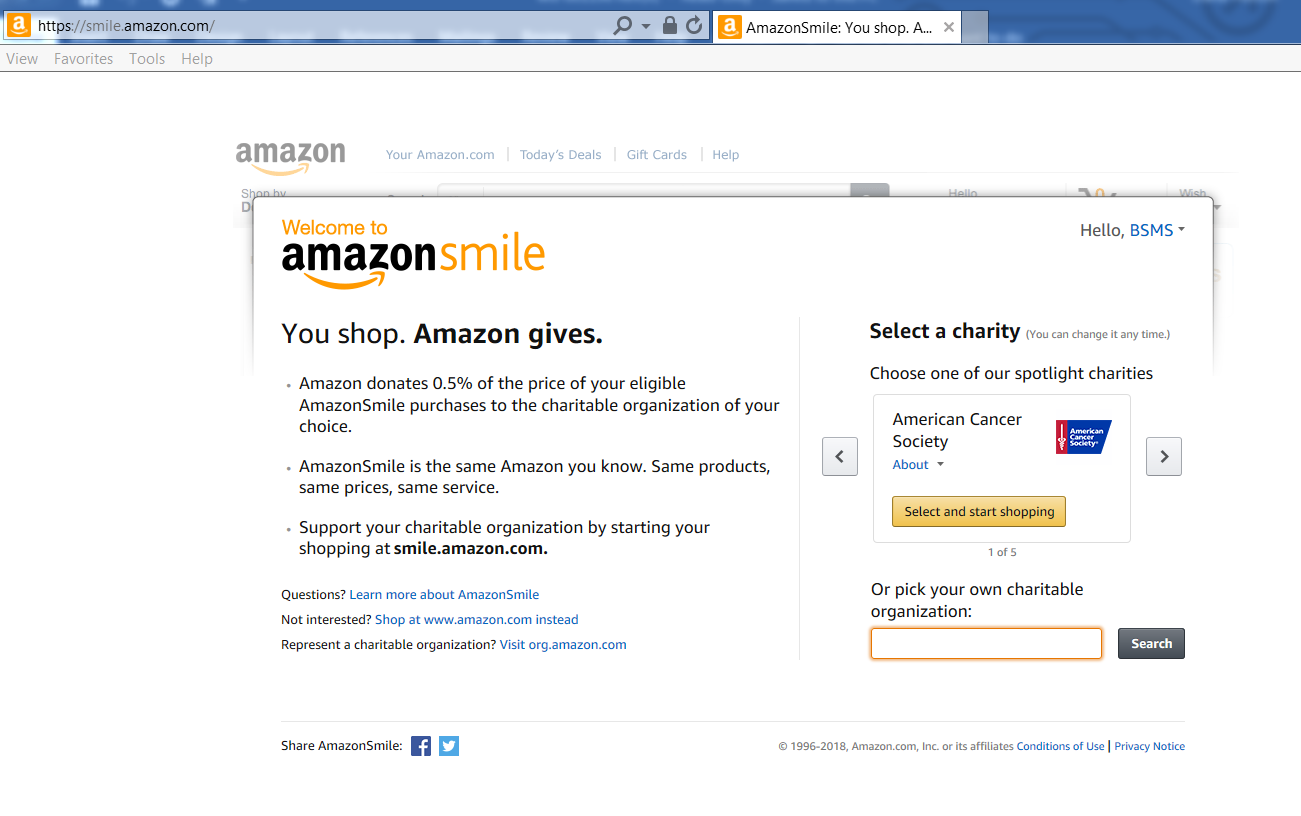 https://smile.amazon.com/
AmazonSmile: You shop. A...
View Favorites Tools Help
amazon
Your Amazon.com Today's Deals Gift Cards Help
Shop by
Hello
Wish
Welcome to
amazonsmile
Hello, BSMS
You shop. Amazon gives.
Amazon donates 0.5% of the price of your eligible
AmazonSmile purchases to the charitable organization of your
choice.
AmazonSmile is the same Amazon you know. Same products,
same prices, same service.
Support your charitable organization by starting your
shopping at smile.amazon.com.
Questions? Learn more about AmazonSmile
Not interested? Shop at www.amazon.com instead
Represent a charitable organization? Visit org.amazon.com
Select a charity (You can change it any time.)
Choose one of our spotlight charities
American Cancer
Society
American
Cancer
Society
About
Select and start shopping
1 of 5
Or pick your own charitable
organization:
Search
Share AmazonSmile:
© 1996-2018, Amazon.com, Inc. or its affiliates Conditions of Use | Privacy Notice